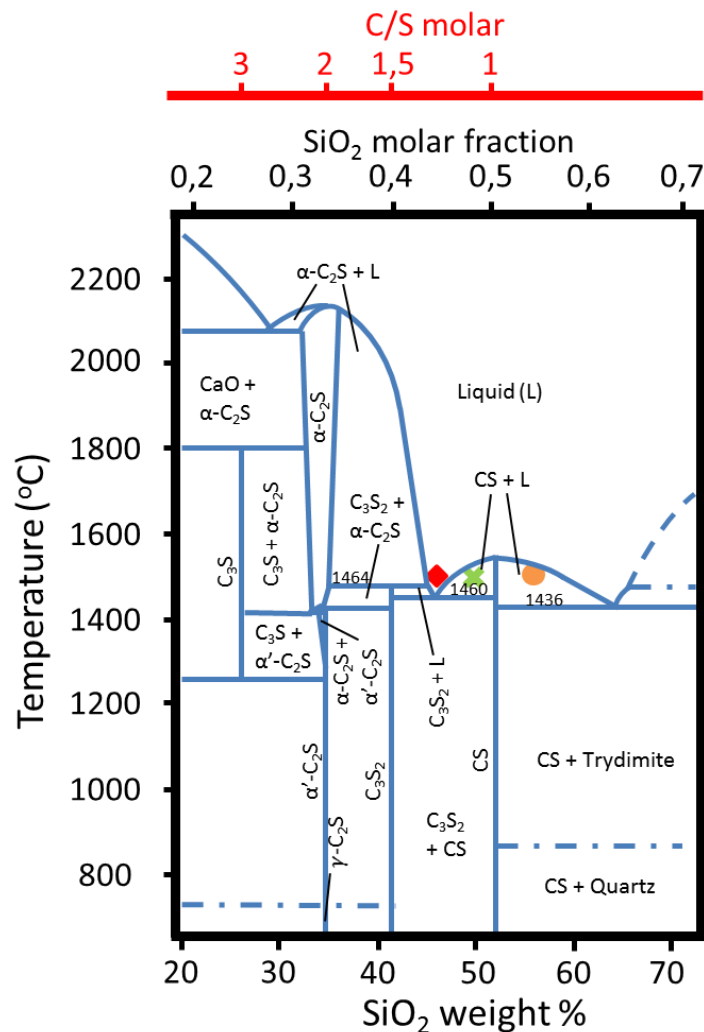 C/S molar
3 2 1,5 1
SiO₂ molar fraction
0,2 0,3 0,4 0,5 0,6 0,7
Temperature (ºC)
2200
2000
1800
1600
1400
1200
1000
800
α-C₂S + L
Liquid (L)
CaO +
α-C₂S
α-C₂S
CS + L
C₃S₂ +
α-C₂S
C₃S
C₃S + α-C₂S
1464
1460
1436
C₃S +
α’-C₂S
α-C₂S +
α’-C₂S
C₃S₂ + L
α’-C₂S
C₃S₂
CS
CS + Trydimite
C₃S₂
+ CS
γ-C₂S
CS + Quartz
20 30 40 50 60 70
SiO₂ weight %